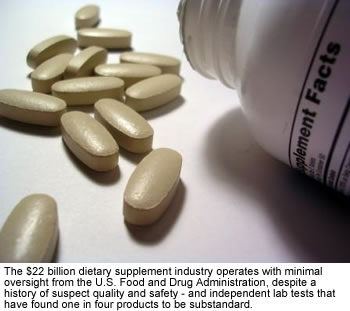 Supplement Facts
The $22 billion dietary supplement industry operates with minimal
oversight from the U.S. Food and Drug Administration, despite a
history of suspect quality and safety - and independent lab tests that
have found one in four products to be substandard.